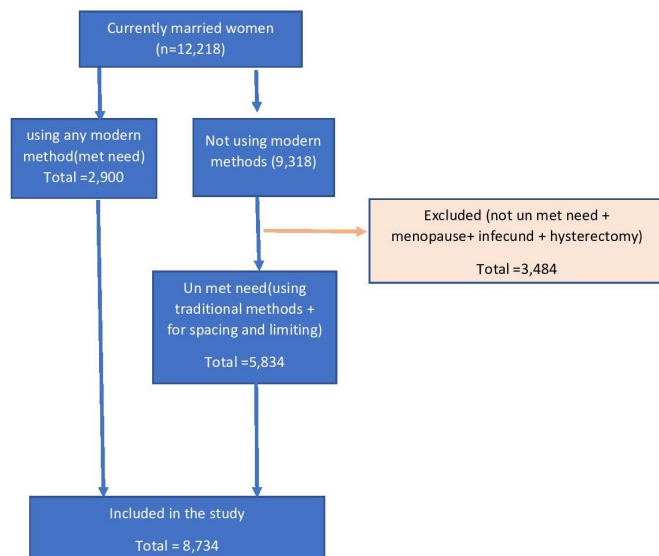 Currently married women
(n=12,218)
using any modern
method(met need)
Total =2,900
Not using modern
methods (9,318)
Excluded (not un met need +
menopause+ infecund + hysterectomy)
Total =3,484
Un met need(using
traditional methods +
for spacing and limiting)
Total =5,834
Included in the study
Total = 8,734